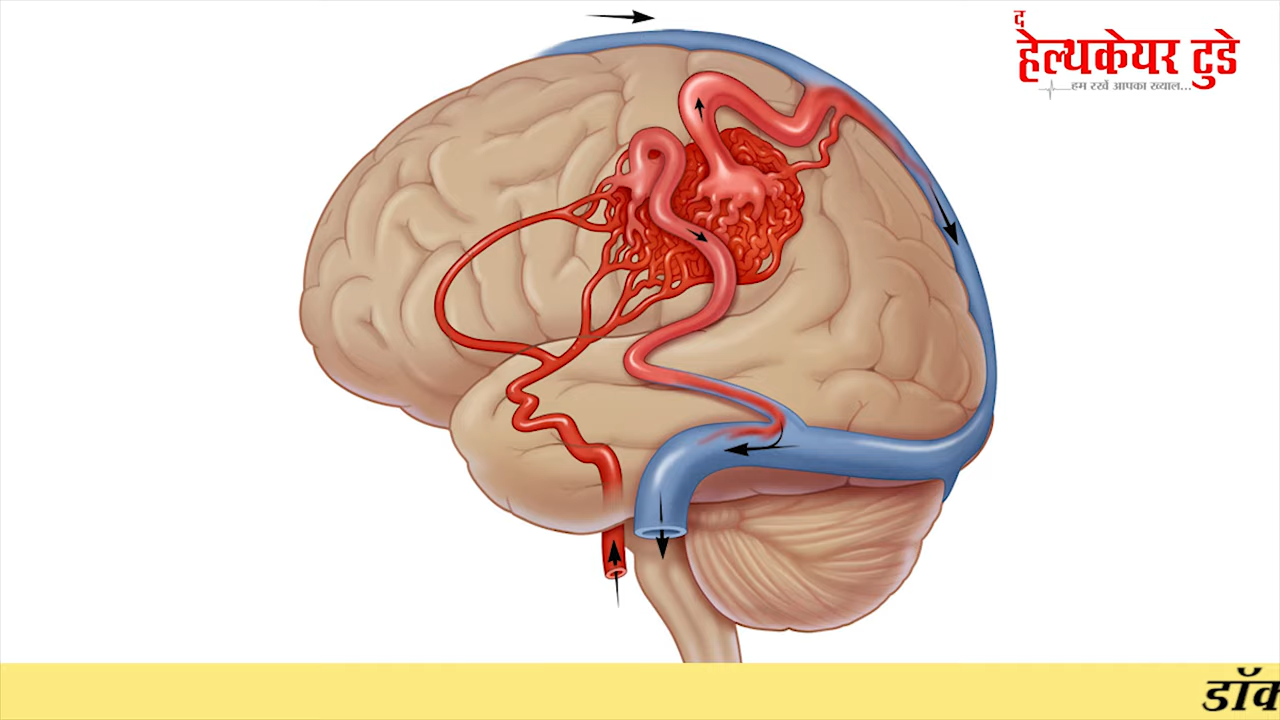 द
हेल्थकेयर टुडे
हम रखें आपका ख्याल...